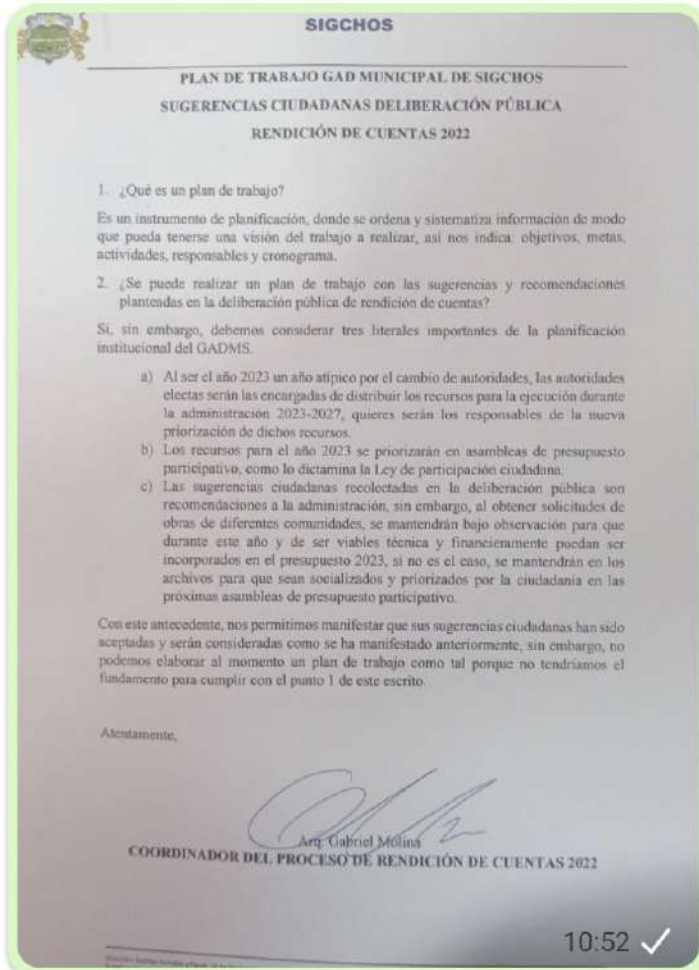 SIGCHOS
PLAN DE TRABAJO GAD MUNICIPAL DE SIGCHOS
SUGERENCIAS CIUDADANAS DELIBERACIÓN PÚBLICA
RENDICIÓN DE CUENTAS 2022
1. ¿Qué es un plan de trabajo?
Es un instrumento de planificación, donde se ordena y sistematiza información de modo
que pueda tenerse una visión del trabajo a realizar, así nos indica: objetivos, metas,
actividades, responsables y cronograma.
2. ¿Se puede realizar un plan de trabajo con las sugerencias y recomendaciones
planteadas en la deliberación pública de rendición de cuentas?
Si, sin embargo, debemos considerar tres literales importantes de la planificación
institucional del GADMS.
a) Al ser el año 2023 un año atípico por el cambio de autoridades, las autoridades
electas serán las encargadas de distribuir los recursos para la ejecución durante
la administración 2023-2027, quieres serán los responsables de la nueva
priorización de dichos recursos.
b) Los recursos para el año 2023 se priorizarán en asambleas de presupuesto
participativo, como lo dictamina la Ley de participación ciudadana.
c) Las sugerencias ciudadanas recolectadas en la deliberación pública son
recomendaciones a la administración, sin embargo, al obtener solicitudes de
obras de diferentes comunidades, se mantendrán bajo observación para que
durante este año y de ser viables técnica y financieramente puedan ser
incorporados en el presupuesto 2023, si no es el caso, se mantendrán en los
archivos para que sean socializados y priorizados por la ciudadanía en las
próximas asambleas de presupuesto participativo.
Con este antecedente, nos permitimos manifestar que sus sugerencias ciudadanas han sido
aceptadas y serán consideradas como se ha manifestado anteriormente, sin embargo, no
podemos elaborar al momento un plan de trabajo como tal porque no tendríamos el
fundamento para cumplir con el punto 1 de este escrito.
Atentamente,
Arq. Gabriel Molina
COORDINADOR DEL PROCESO DE RENDICIÓN DE CUENTAS 2022
10:52